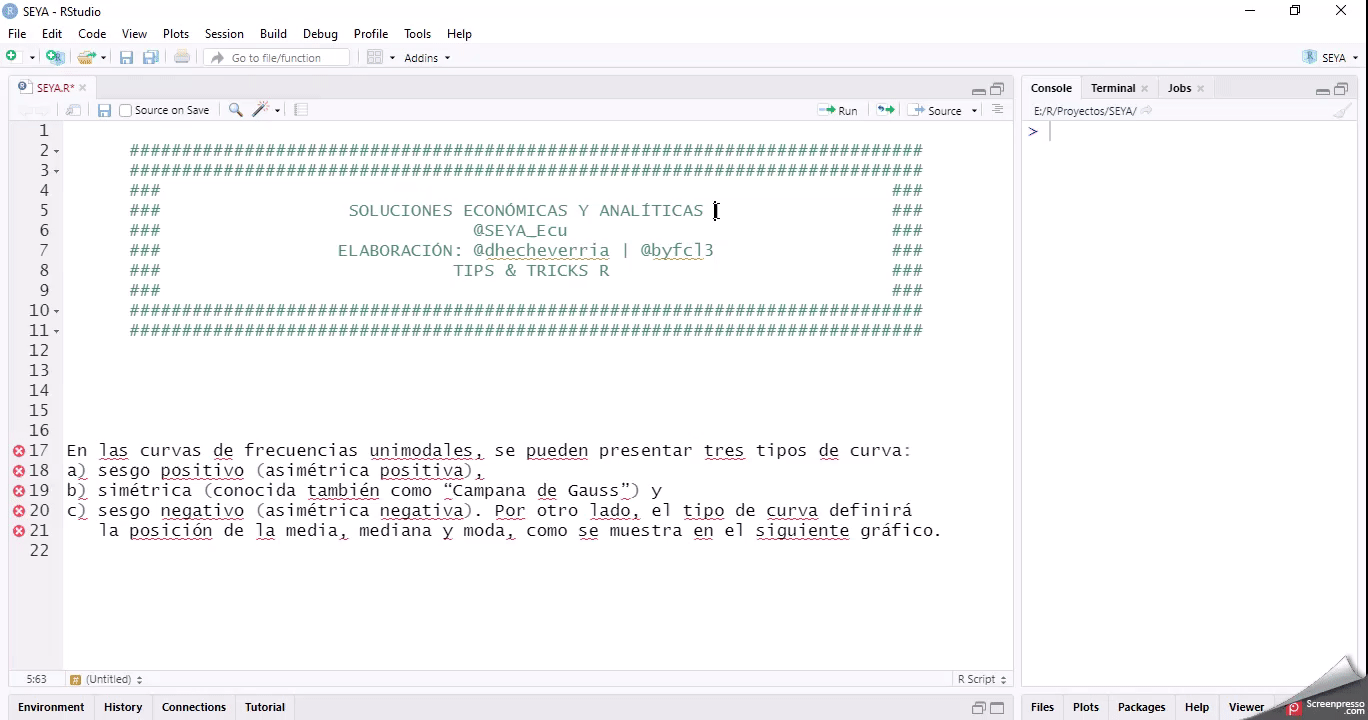 SEYA - RStudio
File Edit Code View Plots Session Build Debug Profile Tools Help
Go to file/function Addins SEYA
SEYA.R*
Source on Save Run Source
Console Terminal Jobs
E:/R/Proyectos/SEYA/
>
1
2 ############################################################################
3 ############################################################################
4 ### ###
5 ### SOLUCIONES ECONÓMICAS Y ANALÍTICAS ###
6 ### @SEYA_Ecu ###
7 ### ELABORACIÓN: @dhecheverria | @byfcl3 ###
8 ### TIPS & TRICKS R ###
9 ### ###
10 ############################################################################
11 ############################################################################
12
13
14
15
16
17 En las curvas de frecuencias unimodales, se pueden presentar tres tipos de curva:
18 a) sesgo positivo (asimétrica positiva),
19 b) simétrica (conocida también como “Campana de Gauss”) y
20 c) sesgo negativo (asimétrica negativa). Por otro lado, el tipo de curva definirá
21 la posición de la media, mediana y moda, como se muestra en el siguiente gráfico.
22
5:63 (Untitled) R Script
Environment History Connections Tutorial
Files Plots Packages Help Viewer
Screenpresso
.com